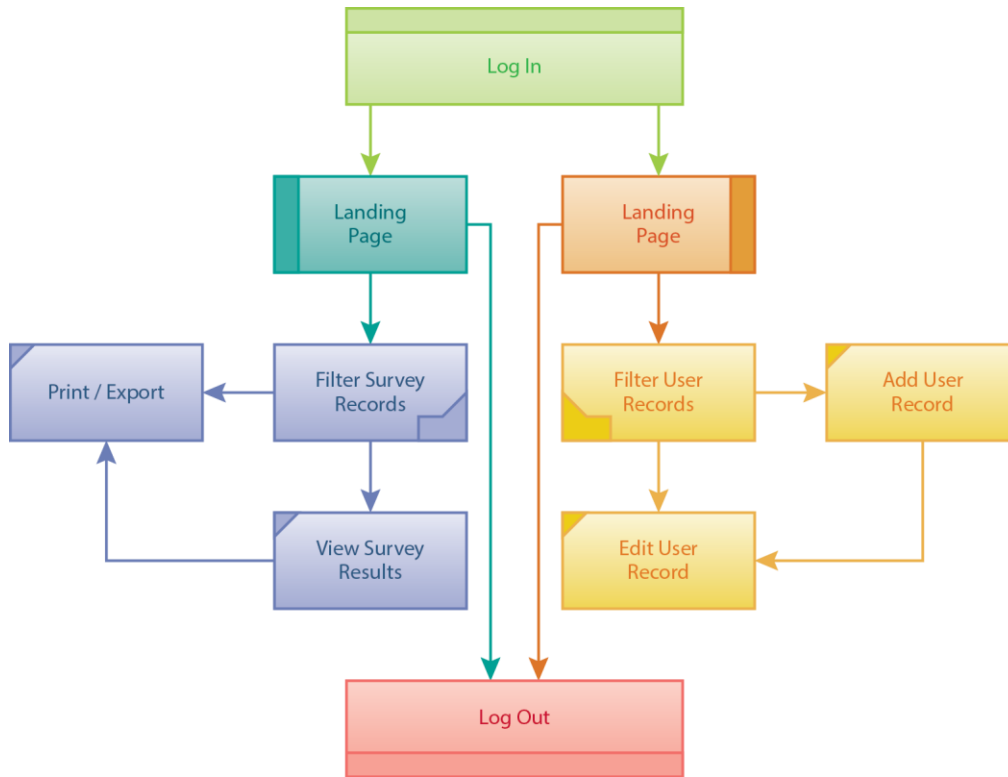 Log In
Landing
Page
Landing
Page
Print / Export
Filter Survey
Records
Filter User
Records
Add User
Record
View Survey
Results
Edit User
Record
Log Out